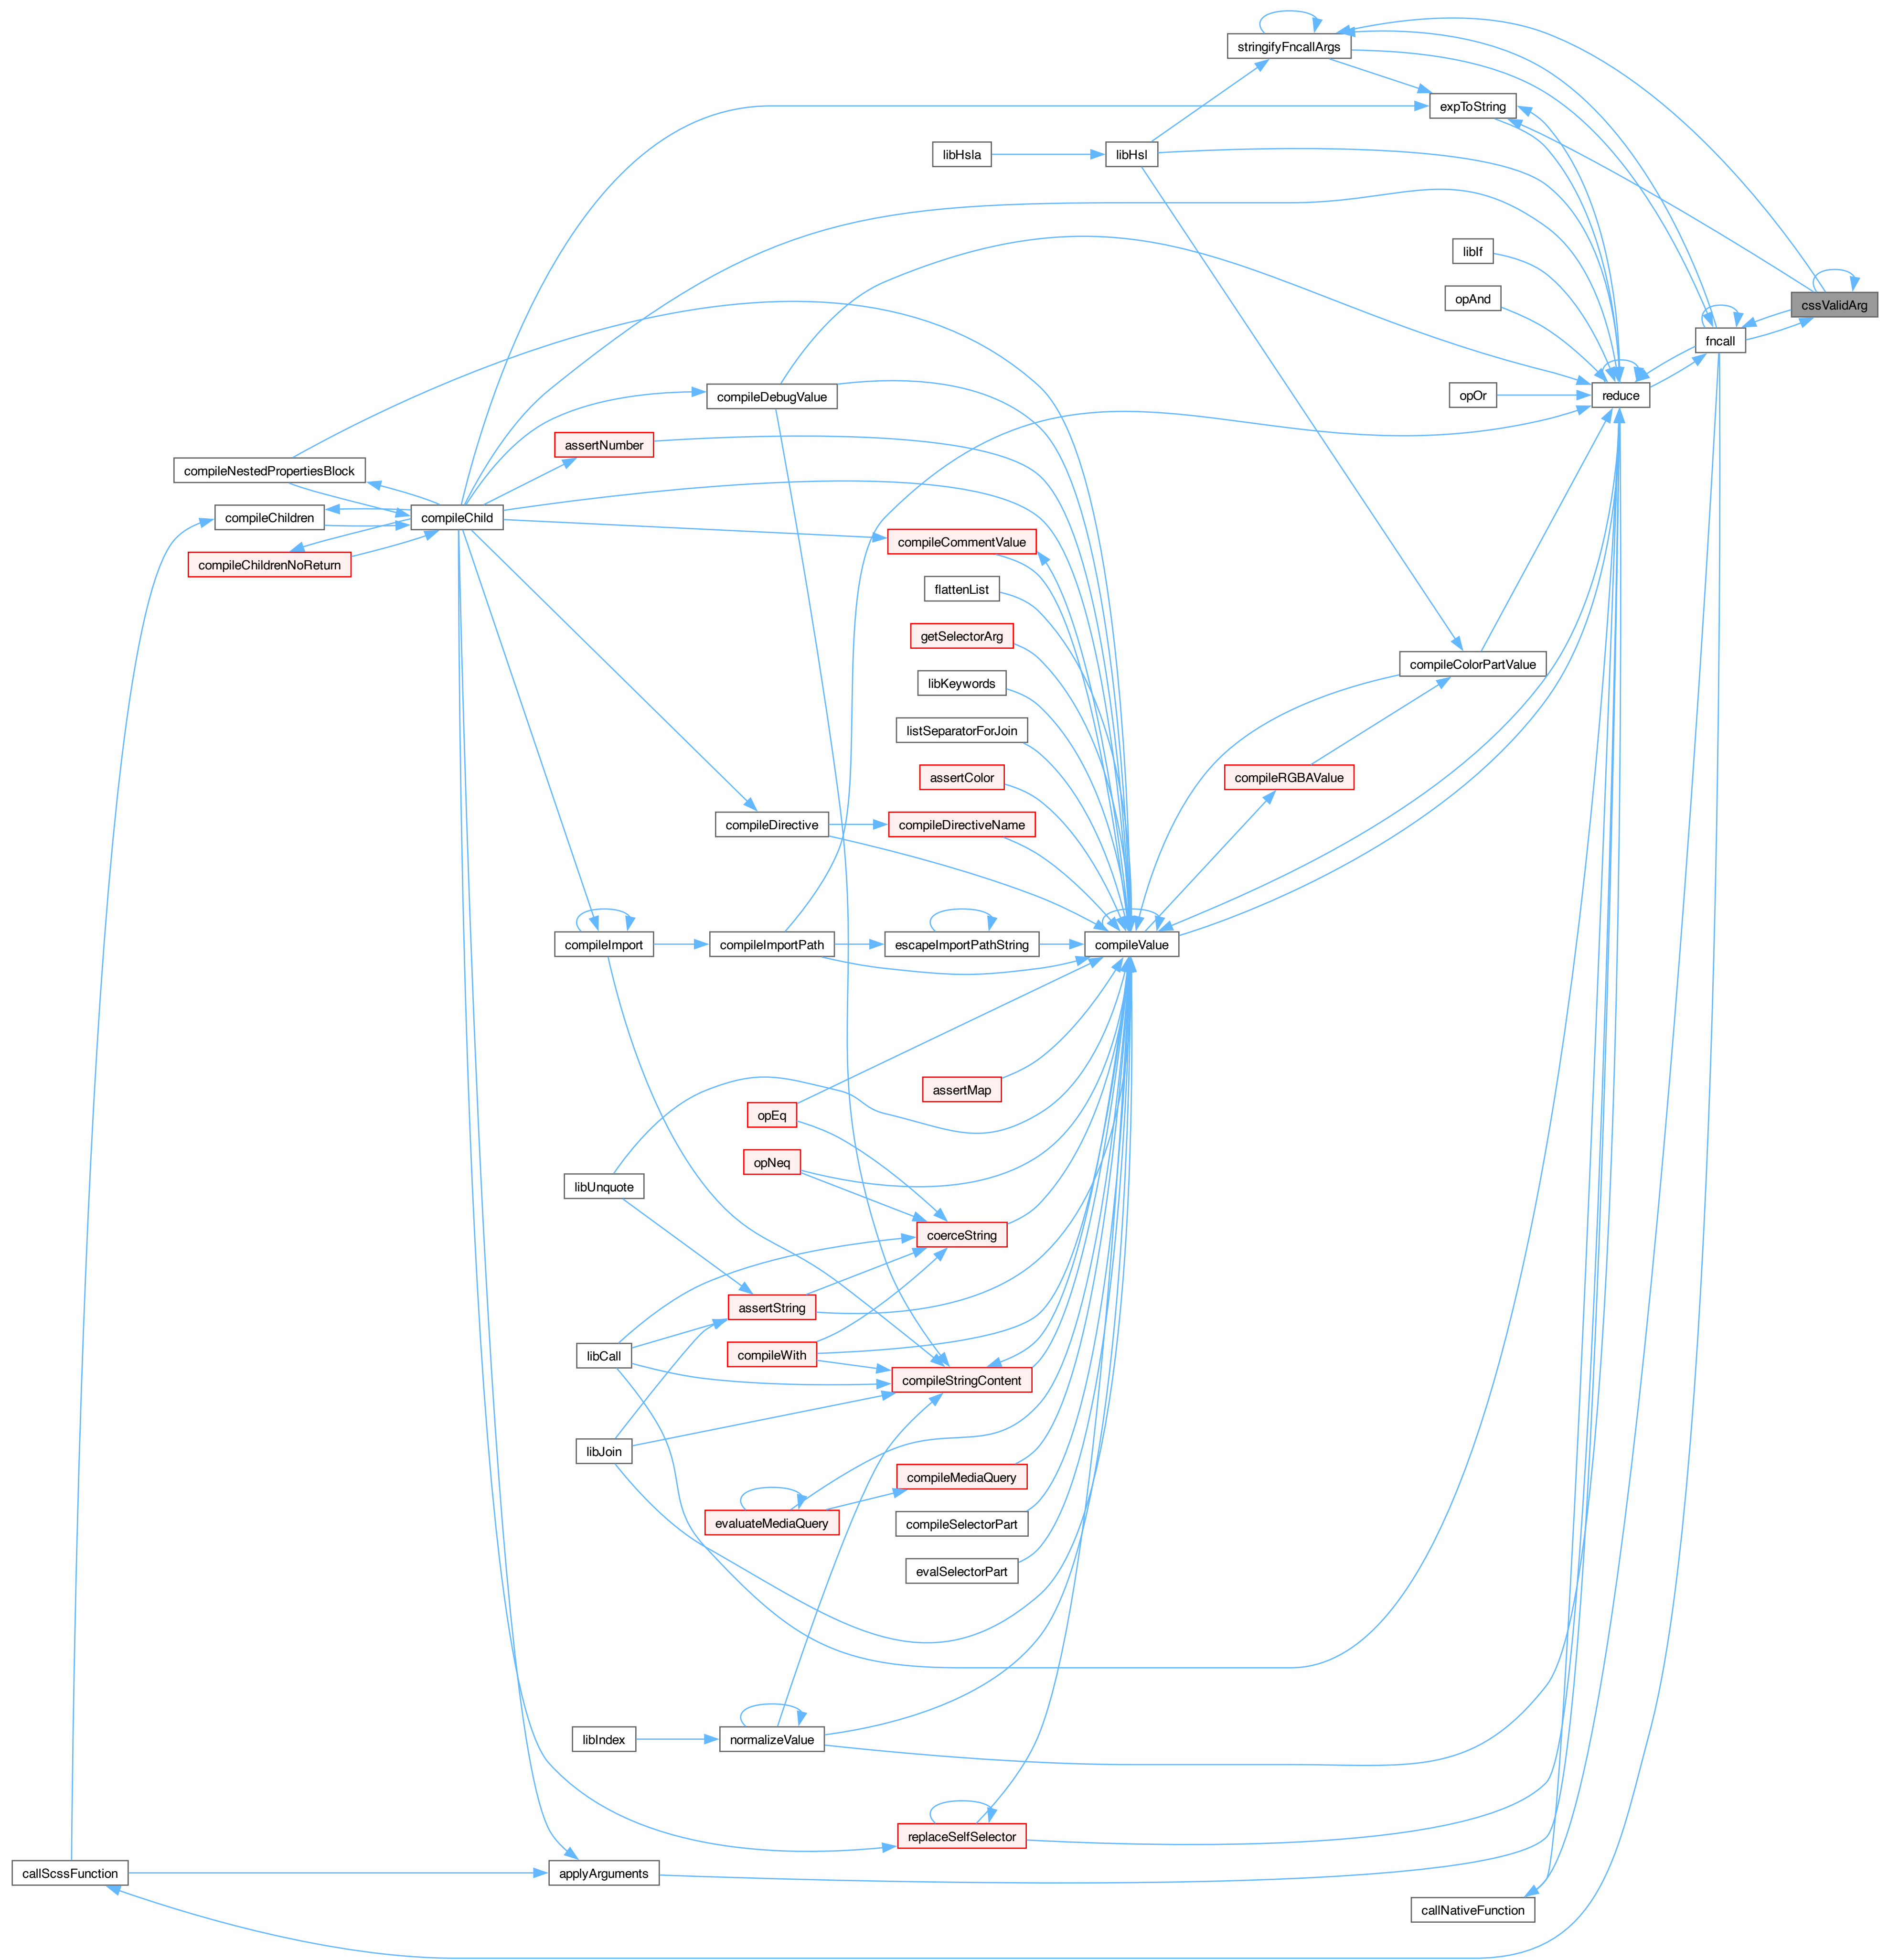 stringifyFncallArgs
expToString
libHsla
libHsl
libIf
opAnd
cssValidArg
fncall
compileDebugValue
opOr
reduce
assertNumber
compileNestedPropertiesBlock
compileChildren
compileChild
compileCommentValue
compileChildrenNoReturn
flattenList
getSelectorArg
compileColorPartValue
libKeywords
listSeparatorForJoin
assertColor
compileRGBAValue
compileDirective
compileDirectiveName
compileImport
compileImportPath
escapeImportPathString
compileValue
assertMap
opEq
opNeq
libUnquote
coerceString
assertString
libCall
compileWith
compileStringContent
libJoin
compileMediaQuery
evaluateMediaQuery
compileSelectorPart
evalSelectorPart
libIndex
normalizeValue
replaceSelfSelector
callScssFunction
applyArguments
callNativeFunction